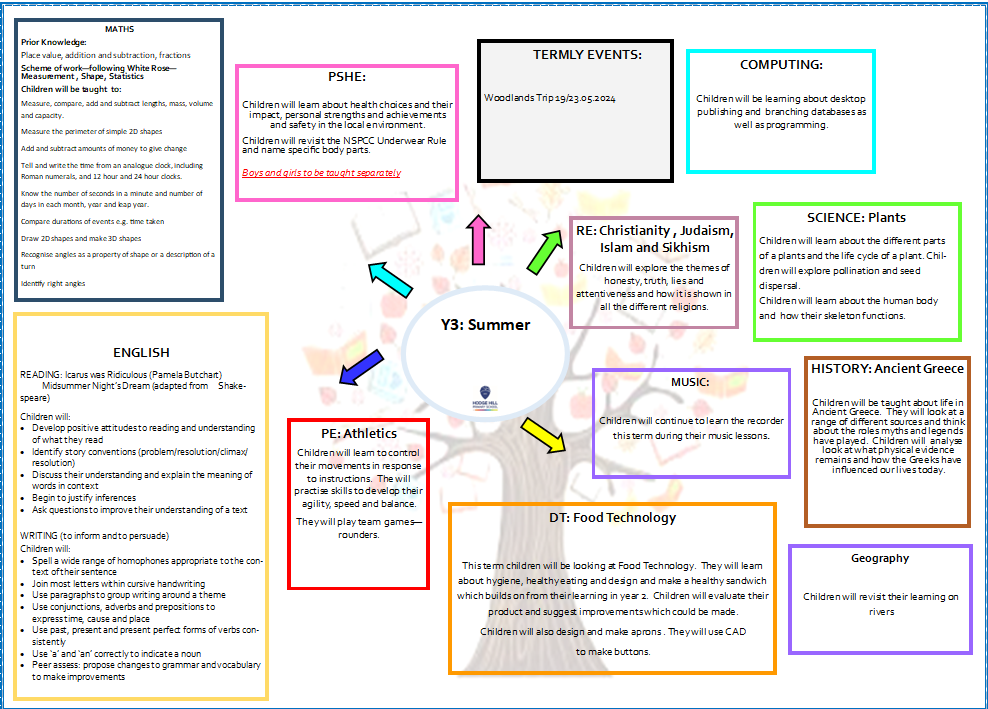 MATHS
Prior Knowledge:
Place value, addition and subtraction, fractions
Scheme of work—following White Rose—
Measurement , Shape, Statistics
Children will be taught to:
Measure, compare, add and subtract lengths, mass, volume
and capacity.
Measure the perimeter of simple 2D shapes
Add and subtract amounts of money to give change
Tell and write the time from an analogue clock, including
Roman numerals, and 12 hour and 24 hour clocks.
Know the number of seconds in a minute and number of
days in each month, year and leap year.
Compare durations of events e.g. time taken
Draw 2D shapes and make 3D shapes
Recognise angles as a property of shape or a description of a
turn
Identify right angles
PSHE:
Children will learn about health choices and their
impact, personal strengths and achievements
and safety in the local environment.
Children will revisit the NSPCC Underwear Rule
and name specific body parts.
Boys and girls to be taught separately
TERMLY EVENTS:
Woodlands Trip 19/23.05.2024
COMPUTING:
Children will be learning about desktop
publishing and branching databases as
well as programming.
RE: Christianity , Judaism,
Islam and Sikhism
Children will explore the themes of
honesty, truth, lies and
attentiveness and how it is shown in
all the different religions.
SCIENCE: Plants
Children will learn about the different parts
of a plants and the life cycle of a plant. Chil-
dren will explore pollination and seed
dispersal.
Children will learn about the human body
and how their skeleton functions.
Y3: Summer
HODGE HILL
PRIMARY SCHOOL
ENGLISH
READING: Icarus was Ridiculous (Pamela Butchart)
Midsummer Night's Dream (adapted from Shake-
speare)
Children will:
• Develop positive attitudes to reading and understanding
of what they read
• Identify story conventions (problem/resolution/climax/
resolution)
• Discuss their understanding and explain the meaning of
words in context
• Begin to justify inferences
• Ask questions to improve their understanding of a text
WRITING (to inform and to persuade)
Children will:
• Spell a wide range of homophones appropriate to the con-
text of their sentence
• Join most letters within cursive handwriting
• Use paragraphs to group writing around a theme
• Use conjunctions, adverbs and prepositions to
express time, cause and place
• Use past, present and present perfect forms of verbs con-
sistently
• Use 'a' and 'an' correctly to indicate a noun
• Peer assess: propose changes to grammar and vocabulary
to make improvements
PE: Athletics
Children will learn to control
their movements in response
to instructions. The will
practise skills to develop their
agility, speed and balance.
They will play team games—
rounders.
MUSIC:
Children will continue to learn the recorder
this term during their music lessons.
HISTORY: Ancient Greece
Children will be taught about life in
Ancient Greece. They will look at a
range of different sources and think
about the roles myths and legends
have played. Children will analyse
look at what physical evidence
remains and how the Greeks have
influenced our lives today.
DT: Food Technology
This term children will be looking at Food Technology. They will learn
about hygiene, healthy eating and design and make a healthy sandwich
which builds on from their learning in year 2. Children will evaluate their
product and suggest improvements which could be made.
Children will also design and make aprons . They will use CAD
to make buttons.
Geography
Children will revisit their learning on
rivers